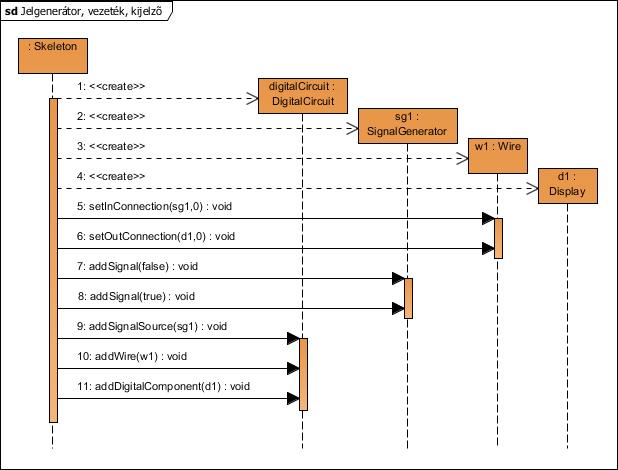 sd Jelgenerátor, vezeték, kijelző
: Skeleton
1: <<create>>
digitalCircuit :
DigitalCircuit
2: <<create>>
sg1 :
SignalGenerator
3: <<create>>
w1 : Wire
4: <<create>>
d1 :
Display
5: setInConnection(sg1,0) : void
6: setOutConnection(d1,0) : void
7: addSignal(false) : void
8: addSignal(true) : void
9: addSignalSource(sg1) : void
10: addWire(w1) : void
11: addDigitalComponent(d1) : void